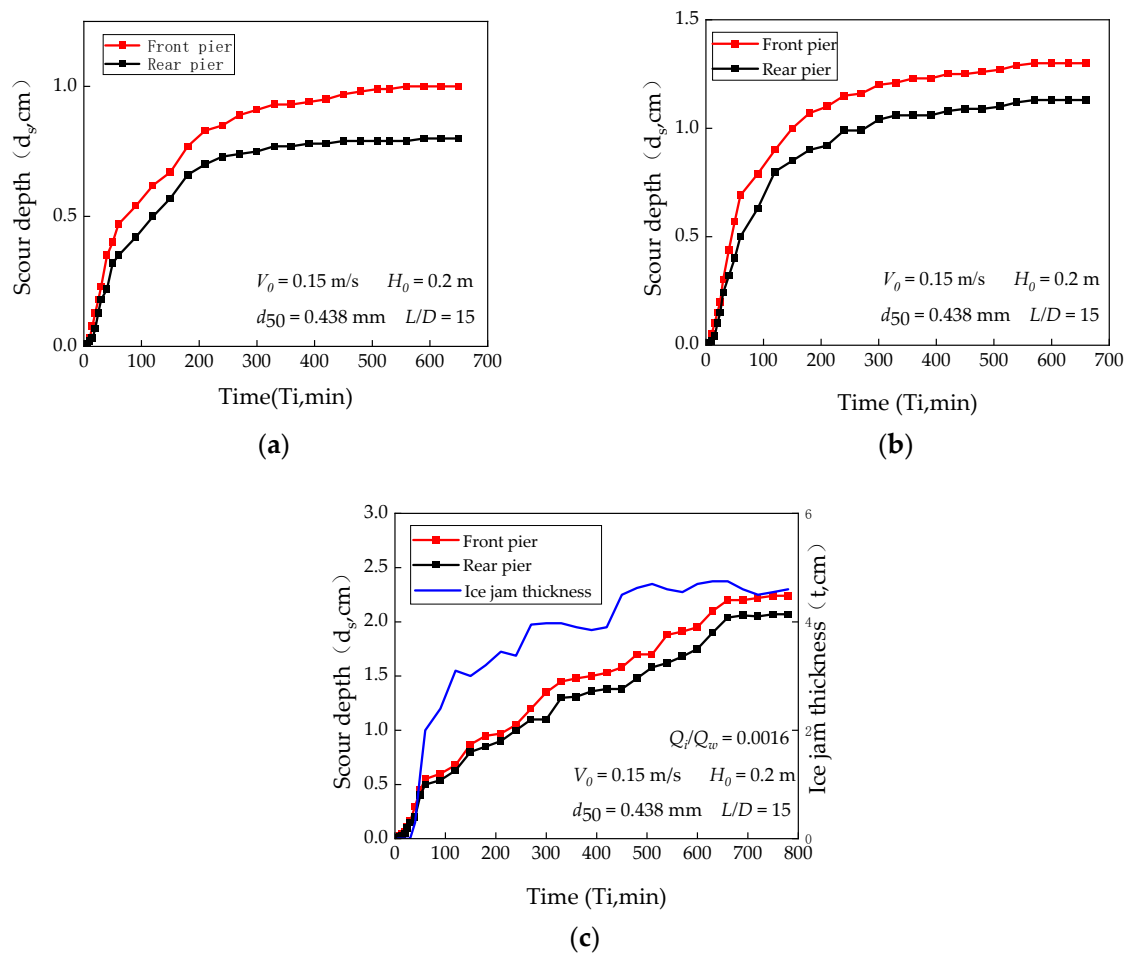 Front pier
Rear pier
Scour depth（ds,cm）
1.0
0.5
0.0
V0 = 0.15 m/s H0 = 0.2 m
d50 = 0.438 mm L/D = 15
0 100 200 300 400 500 600 700
Time(Ti,min)
(a)
Front pier
Rear pier
Scour depth（ds,cm）
1.5
1.0
0.5
0.0
V0 = 0.15 m/s H0 = 0.2 m
d50 = 0.438 mm L/D = 15
0 100 200 300 400 500 600 700
Time (Ti,min)
(b)
Front pier
Rear pier
Ice jam thickness
Scour depth（ds,cm）
3.0
2.5
2.0
1.5
1.0
0.5
0.0
6
4
2
0
Ice jam thickness（t,cm）
Qi/Qw = 0.0016
V0 = 0.15 m/s H0 = 0.2 m
d50 = 0.438 mm L/D = 15
0 100 200 300 400 500 600 700 800
Time (Ti,min)
(c)